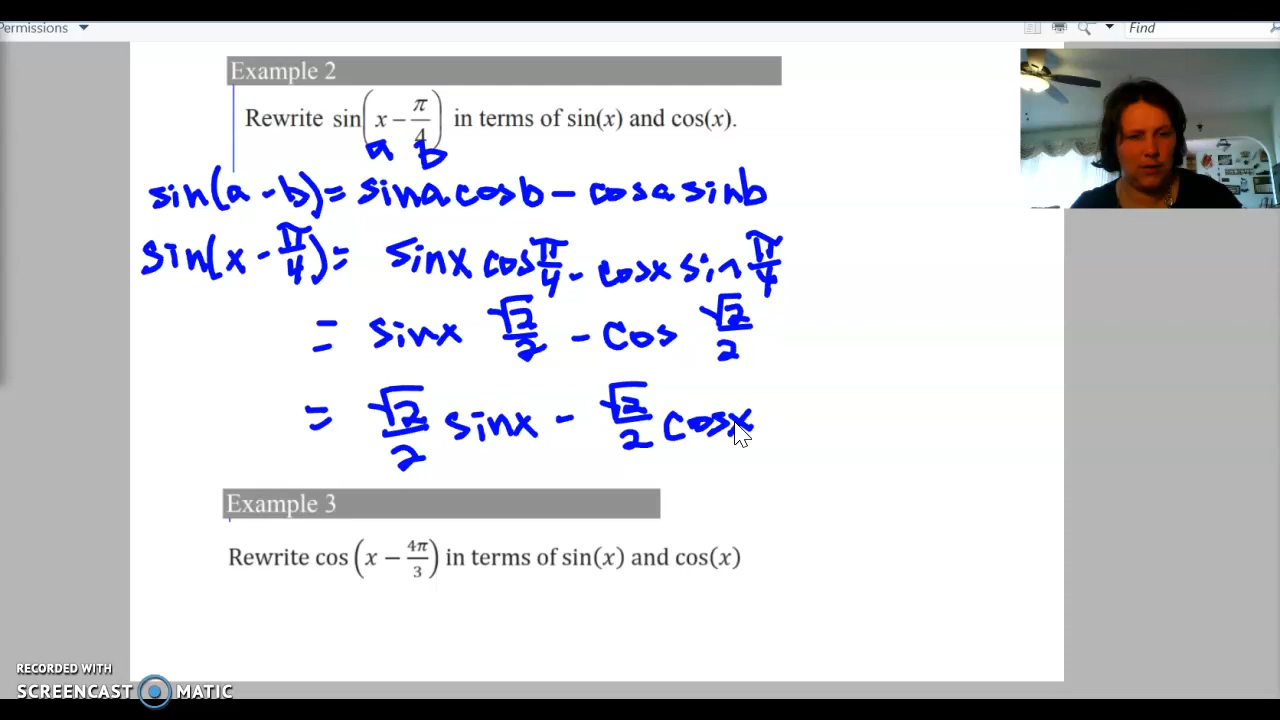 Permissions
Find
Example 2
Rewrite sin(x − π/4) in terms of sin(x) and cos(x).
a b
sin(a - b) = sina cosb − cosa sinb
sin(x - π/4) = sinx cos π/4 - cosx sin π/4
= sinx √2/2 - cos √2/2
= √2/2 sinx - √2/2 cosx
Example 3
Rewrite cos (x − 4π/3) in terms of sin(x) and cos(x)
RECORDED WITH
SCREENCAST MATIC